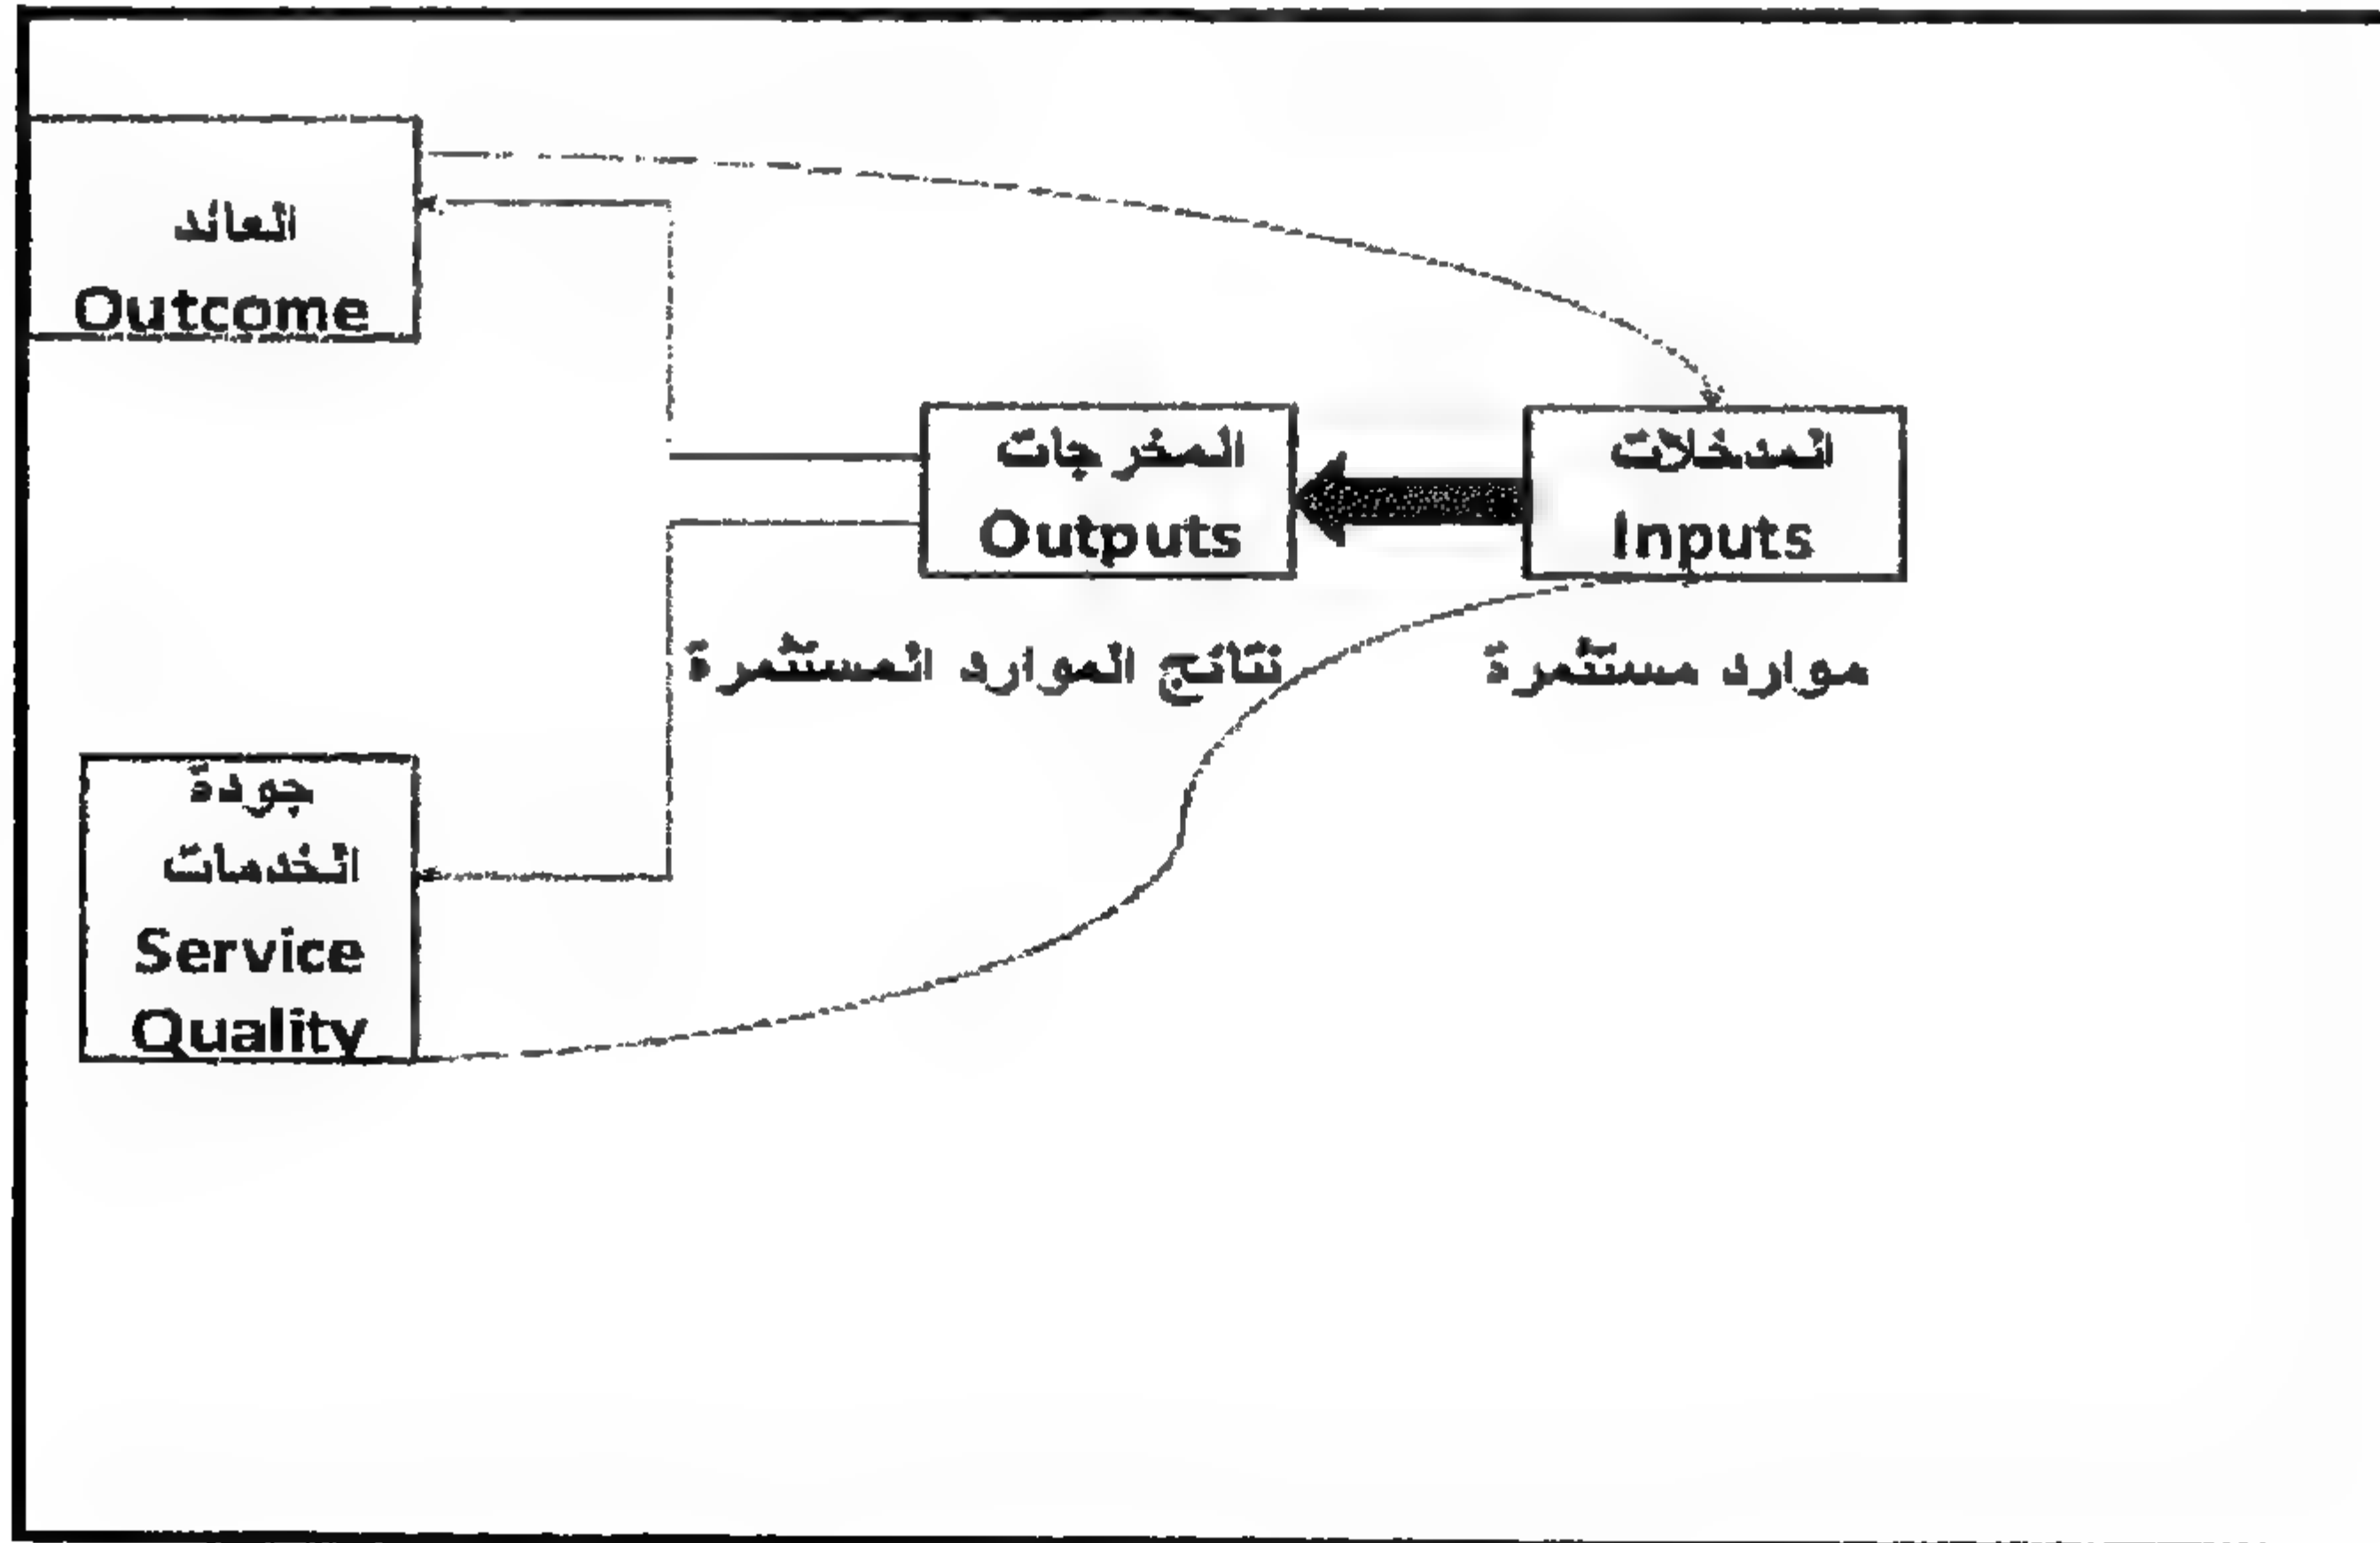 العائد
Outcome
المدخلات
Inputs
المخرجات
Outputs
موارد مستثمرة
نتائج الموارد المستثمرة
جودة
الخدمات
Service
Quality